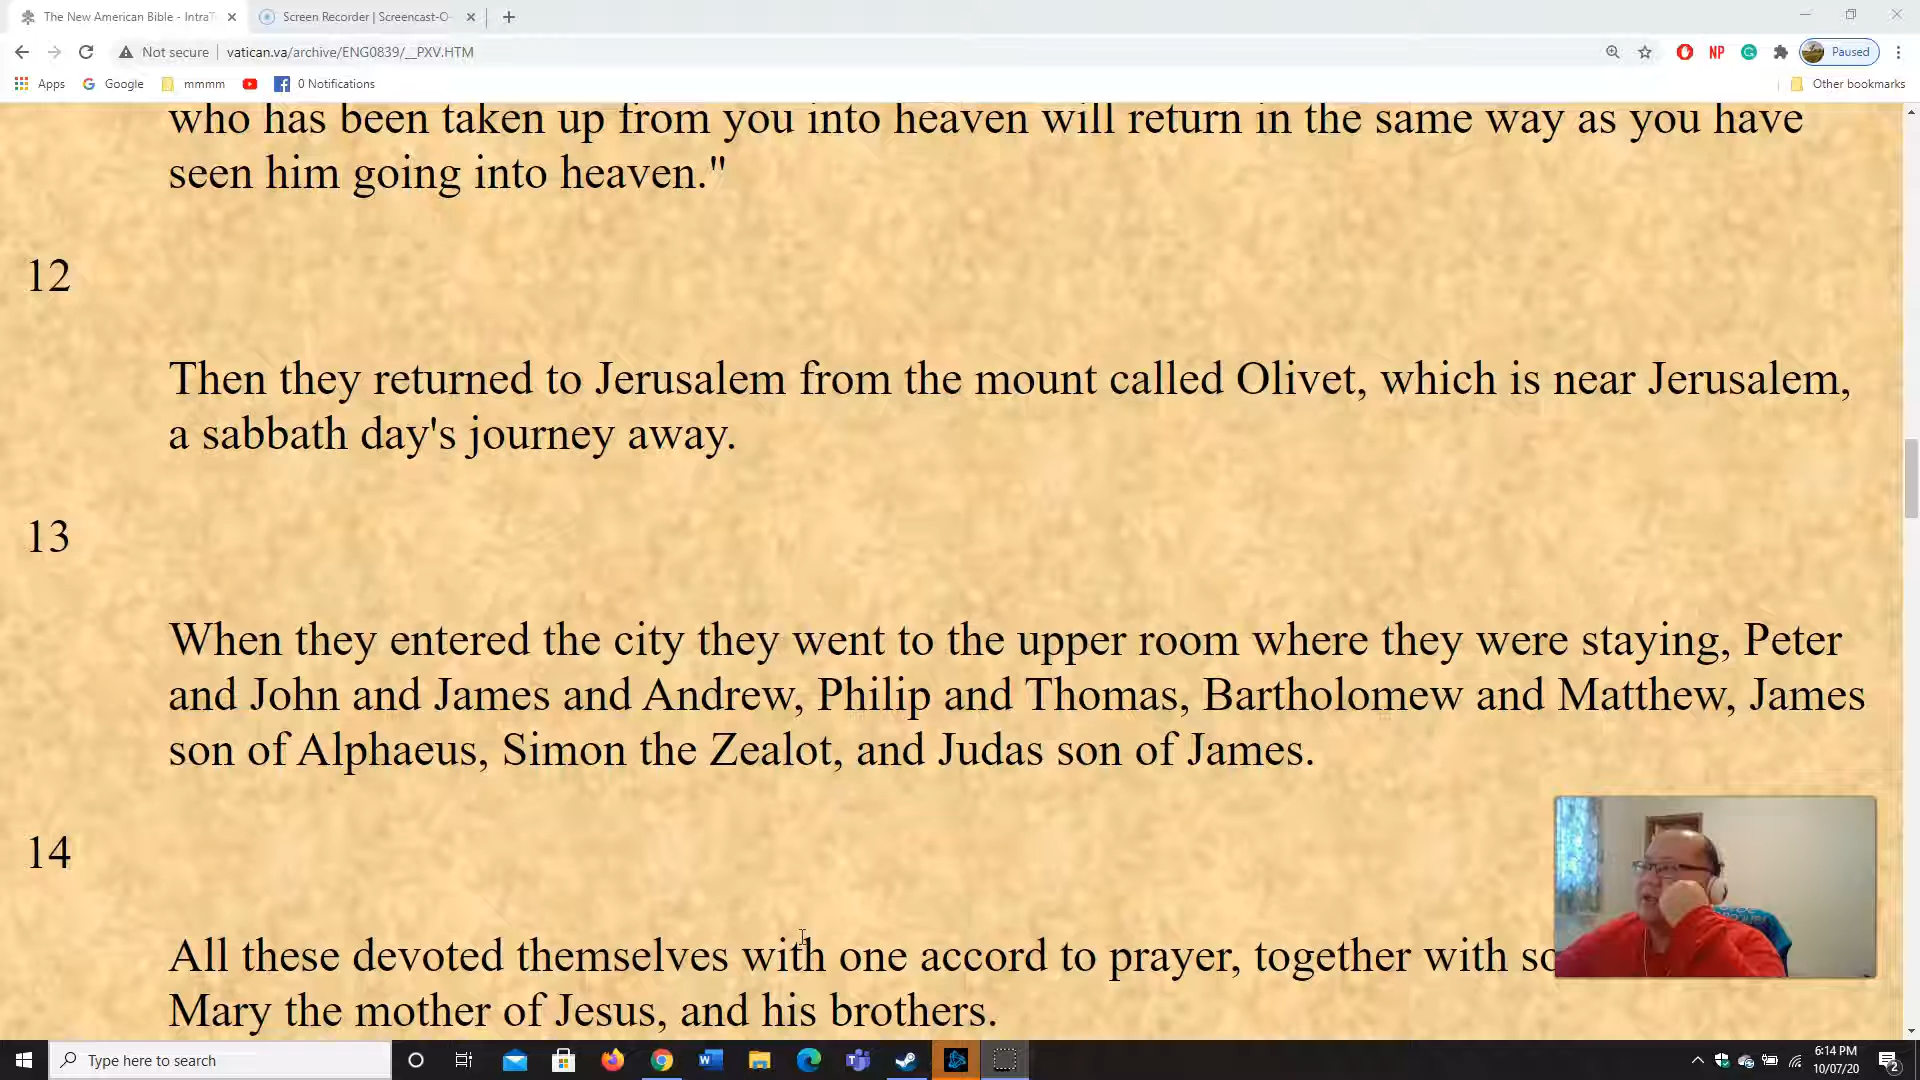 The New American Bible - IntraT
Screen Recorder | Screencast-O-
Not secure
vatican.va/archive/ENG0839/__PXV.HTM
NP
Paused
Apps
Google
mmmm
0 Notifications
Other bookmarks
who has been taken up from you into heaven will return in the same way as you have
seen him going into heaven."
12
Then they returned to Jerusalem from the mount called Olivet, which is near Jerusalem,
a sabbath day's journey away.
13
When they entered the city they went to the upper room where they were staying, Peter
and John and James and Andrew, Philip and Thomas, Bartholomew and Matthew, James
son of Alphaeus, Simon the Zealot, and Judas son of James.
14
All these devoted themselves with one accord to prayer, together with so
Mary the mother of Jesus, and his brothers.
Type here to search
6:14 PM
10/07/20
2